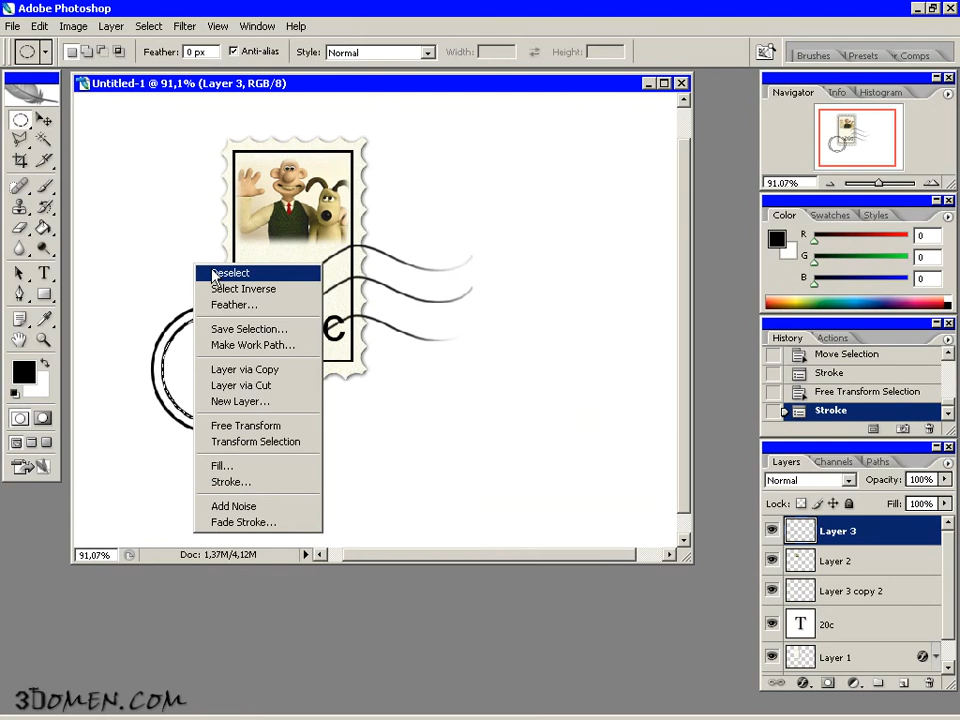 Adobe Photoshop
File Edit Image Layer Select Filter View Window Help
Feather: 0 px Anti-alias Style: Normal Width: Height: Brushes Presets Comps
Untitled-1 @ 91,1% (Layer 3, RGB/8)
Navigator Info Histogram
91.07%
Color Swatches Styles
R 0
G 0
B 0
c
Deselect
Select Inverse
Feather...
Save Selection...
Make Work Path...
Layer via Copy
Layer via Cut
New Layer...
Free Transform
Transform Selection
Fill...
Stroke...
Add Noise
Fade Stroke...
History Actions
Move Selection
Stroke
Free Transform Selection
Stroke
Layers Channels Paths
Normal Opacity: 100%
Lock: Fill: 100%
Layer 3
Layer 2
Layer 3 copy 2
T 20c
Layer 1
91,07% Doc: 1,37M/4,12M
3DOMEN.COM